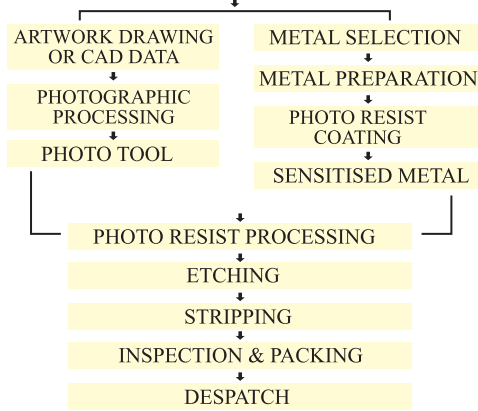 ARTWORK DRAWING
OR CAD DATA
PHOTOGRAPHIC
PROCESSING
PHOTO TOOL
METAL SELECTION
METAL PREPARATION
PHOTO RESIST
COATING
SENSITISED METAL
PHOTO RESIST PROCESSING
ETCHING
STRIPPING
INSPECTION & PACKING
DESPATCH